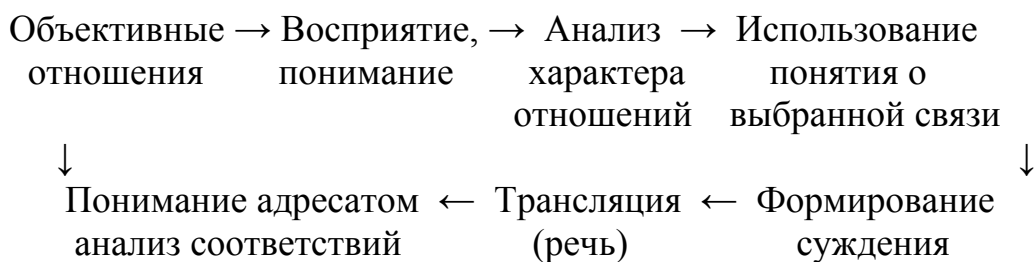 Объективные → Восприятие, → Анализ → Использование
отношения понимание характера понятия о
отношений выбранной связи
↓ ↓
Понимание адресатом ← Трансляция ← Формирование
анализ соответствий (речь) суждения